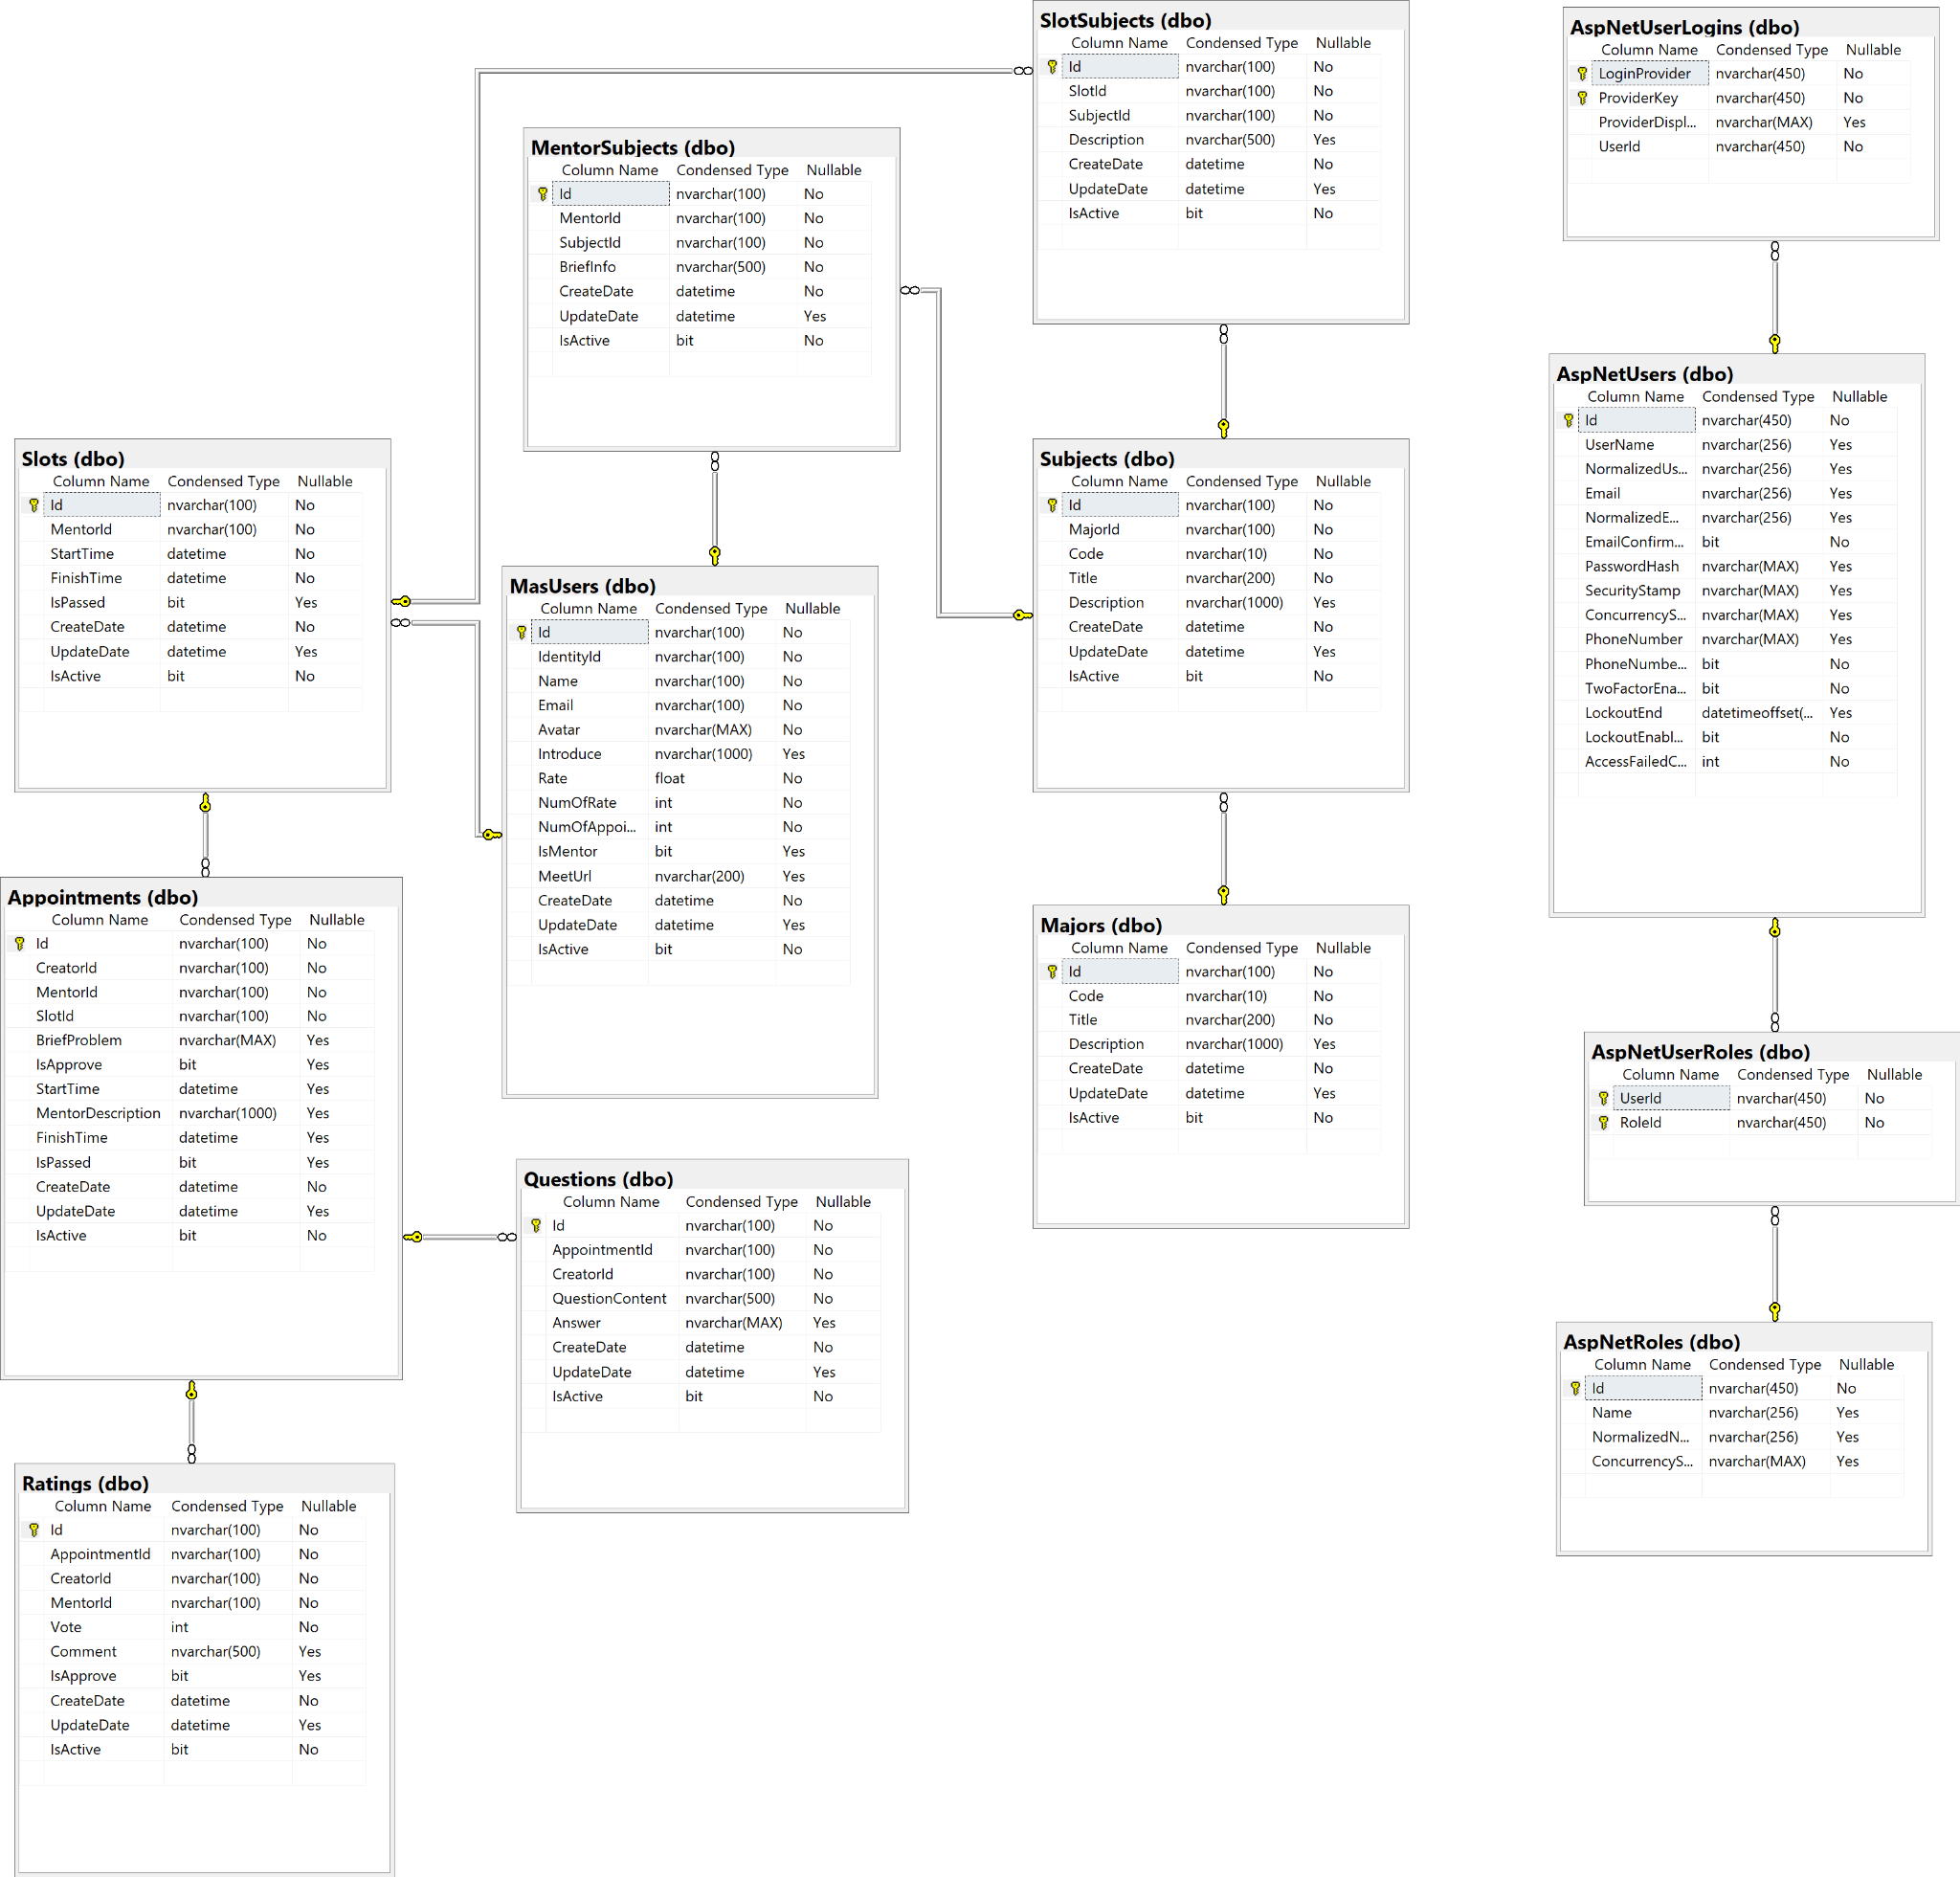 SlotSubjects (dbo)
Column Name Condensed Type Nullable
Id nvarchar(100) No
SlotId nvarchar(100) No
SubjectId nvarchar(100) No
Description nvarchar(500) Yes
CreateDate datetime No
UpdateDate datetime Yes
IsActive bit No
AspNetUserLogins (dbo)
Column Name Condensed Type Nullable
LoginProvider nvarchar(450) No
ProviderKey nvarchar(450) No
ProviderDispl... nvarchar(MAX) Yes
UserId nvarchar(450) No
MentorSubjects (dbo)
Column Name Condensed Type Nullable
Id nvarchar(100) No
MentorId nvarchar(100) No
SubjectId nvarchar(100) No
BriefInfo nvarchar(500) No
CreateDate datetime No
UpdateDate datetime Yes
IsActive bit No
AspNetUsers (dbo)
Column Name Condensed Type Nullable
Id nvarchar(450) No
UserName nvarchar(256) Yes
NormalizedUs... nvarchar(256) Yes
Email nvarchar(256) Yes
NormalizedE... nvarchar(256) Yes
EmailConfirm... bit No
PasswordHash nvarchar(MAX) Yes
SecurityStamp nvarchar(MAX) Yes
ConcurrencyS... nvarchar(MAX) Yes
PhoneNumber nvarchar(MAX) Yes
PhoneNumbe... bit No
TwoFactorEna... bit No
LockoutEnd datetimeoffset(... Yes
LockoutEnabl... bit No
AccessFailedC... int No
Slots (dbo)
Column Name Condensed Type Nullable
Id nvarchar(100) No
MentorId nvarchar(100) No
StartTime datetime No
FinishTime datetime No
IsPassed bit Yes
CreateDate datetime No
UpdateDate datetime Yes
IsActive bit No
Subjects (dbo)
Column Name Condensed Type Nullable
Id nvarchar(100) No
MajorId nvarchar(100) No
Code nvarchar(10) No
Title nvarchar(200) No
Description nvarchar(1000) Yes
CreateDate datetime No
UpdateDate datetime Yes
IsActive bit No
MasUsers (dbo)
Column Name Condensed Type Nullable
Id nvarchar(100) No
IdentityId nvarchar(100) No
Name nvarchar(100) No
Email nvarchar(100) No
Avatar nvarchar(MAX) No
Introduce nvarchar(1000) Yes
Rate float No
NumOfRate int No
NumOfAppoi... int No
IsMentor bit Yes
MeetUrl nvarchar(200) Yes
CreateDate datetime No
UpdateDate datetime Yes
IsActive bit No
Appointments (dbo)
Column Name Condensed Type Nullable
Id nvarchar(100) No
CreatorId nvarchar(100) No
MentorId nvarchar(100) No
SlotId nvarchar(100) No
BriefProblem nvarchar(MAX) Yes
IsApprove bit Yes
StartTime datetime Yes
MentorDescription nvarchar(1000) Yes
FinishTime datetime Yes
IsPassed bit Yes
CreateDate datetime No
UpdateDate datetime Yes
IsActive bit No
Majors (dbo)
Column Name Condensed Type Nullable
Id nvarchar(100) No
Code nvarchar(10) No
Title nvarchar(200) No
Description nvarchar(1000) Yes
CreateDate datetime No
UpdateDate datetime Yes
IsActive bit No
AspNetUserRoles (dbo)
Column Name Condensed Type Nullable
UserId nvarchar(450) No
RoleId nvarchar(450) No
Questions (dbo)
Column Name Condensed Type Nullable
Id nvarchar(100) No
AppointmentId nvarchar(100) No
CreatorId nvarchar(100) No
QuestionContent nvarchar(500) No
Answer nvarchar(MAX) Yes
CreateDate datetime No
UpdateDate datetime Yes
IsActive bit No
AspNetRoles (dbo)
Column Name Condensed Type Nullable
Id nvarchar(450) No
Name nvarchar(256) Yes
NormalizedN... nvarchar(256) Yes
ConcurrencyS... nvarchar(MAX) Yes
Ratings (dbo)
Column Name Condensed Type Nullable
Id nvarchar(100) No
AppointmentId nvarchar(100) No
CreatorId nvarchar(100) No
MentorId nvarchar(100) No
Vote int No
Comment nvarchar(500) Yes
IsApprove bit Yes
CreateDate datetime No
UpdateDate datetime Yes
IsActive bit No